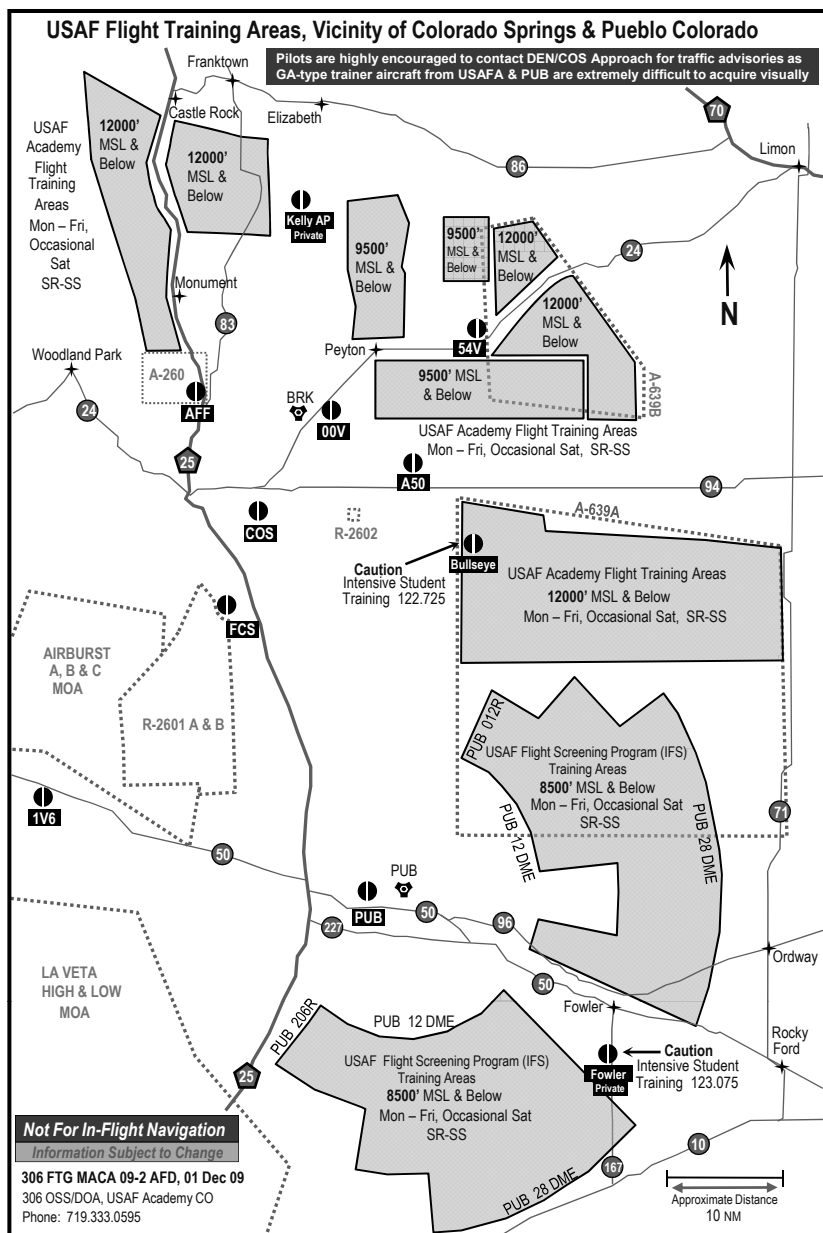 USAF Flight Training Areas, Vicinity of Colorado Springs & Pueblo Colorado
Pilots are highly encouraged to contact DEN/COS Approach for traffic advisories as
GA-type trainer aircraft from USAFA & PUB are extremely difficult to acquire visually
Franktown
Castle Rock
Elizabeth
70
Limon
86
USAF
Academy
Flight
Training
Areas
Mon – Fri,
Occasional
Sat
SR-SS
12000’
MSL &
Below
12000’
MSL &
Below
Kelly AP
Private
9500’
MSL &
Below
9500’
MSL &
Below
12000’
MSL &
Below
24
N
Monument
83
12000’
MSL &
Below
Woodland Park
A-260
AFF
Peyton
54V
9500’ MSL
& Below
A-639B
24
BRK
00V
USAF Academy Flight Training Areas
Mon – Fri, Occasional Sat, SR-SS
25
A50
94
COS
R-2602
A-639A
Bullseye
Caution
Intensive Student
Training 122.725
USAF Academy Flight Training Areas
12000’ MSL & Below
Mon – Fri, Occasional Sat, SR-SS
FCS
AIRBURST
A, B & C
MOA
R-2601 A & B
PUB 012R
USAF Flight Screening Program (IFS)
Training Areas
8500’ MSL & Below
Mon – Fri, Occasional Sat
SR-SS
PUB 12 DME
PUB 28 DME
71
1V6
50
PUB
PUB
50
96
227
50
Ordway
LA VETA
HIGH & LOW
MOA
Fowler
PUB 206R
PUB 12 DME
USAF Flight Screening Program (IFS)
Training Areas
8500’ MSL & Below
Mon – Fri, Occasional Sat
SR-SS
PUB 28 DME
Fowler
Private
Caution
Intensive Student
Training 123.075
Rocky
Ford
25
10
167
Not For In-Flight Navigation
Information Subject to Change
306 FTG MACA 09-2 AFD, 01 Dec 09
306 OSS/DOA, USAF Academy CO
Phone: 719.333.0595
Approximate Distance
10 NM